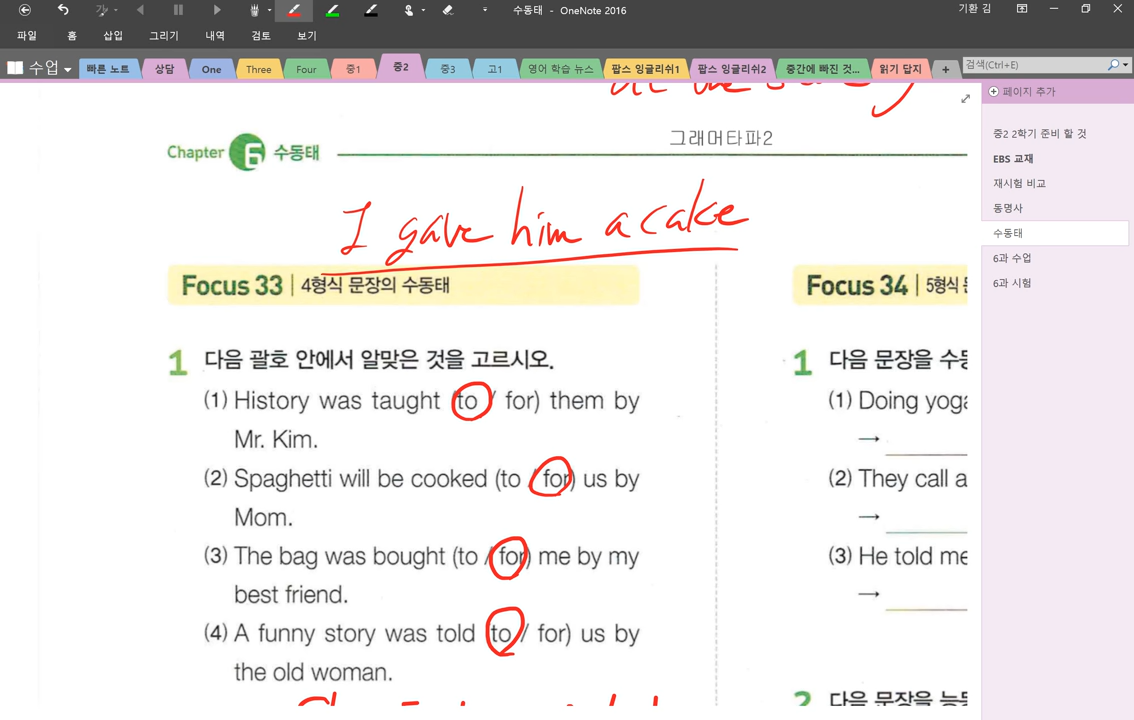 수동태 - OneNote 2016
기환 김
파일 홈 삽입 그리기 내역 검토 보기
수업 빠른 노트 상담 One Three Four 중1 중2 중3 고1 영어 학습 뉴스 팝스 잉글리쉬1 팝스 잉글리쉬2 중간에 빠진 것... 읽기 답지 +
검색(Ctrl+E)
페이지 추가
중2 2학기 준비 할 것
EBS 교재
재시험 비교
동명사
수동태
6과 수업
6과 시험
그래머타파2
Chapter 6 수동태
I gave him a cake
Focus 33 | 4형식 문장의 수동태
1 다음 괄호 안에서 알맞은 것을 고르시오.
(1) History was taught (to / for) them by
Mr. Kim.
(2) Spaghetti will be cooked (to / for) us by
Mom.
(3) The bag was bought (to / for) me by my
best friend.
(4) A funny story was told (to / for) us by
the old woman.
Focus 34 | 5형식
1 다음 문장을 수동
(1) Doing yoga
→
(2) They call a
→
(3) He told me
→
2 다음 문장을 능동